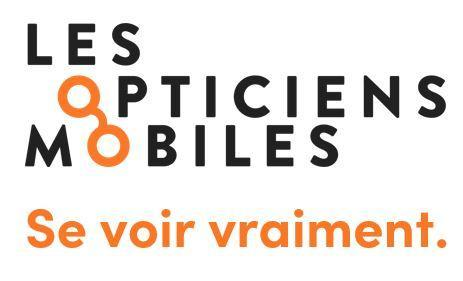 LES
OPTICIENS
MOBILES
Se voir vraiment.